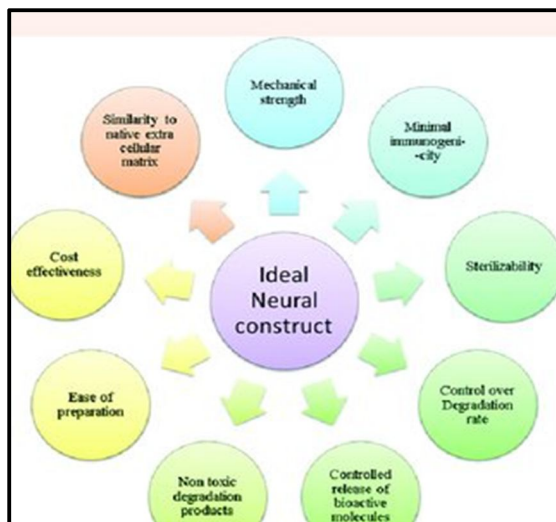 Mechanical
strength
Minimal
immunogeni-
-city
Sterilizability
Control over
Degradation
rate
Controlled
release of
bioactive
molecules
Non toxic
degradation
products
Ease of
preparation
Cost
effectiveness
Similarity to
native extra
cellular
matrix
Ideal
Neural
construct